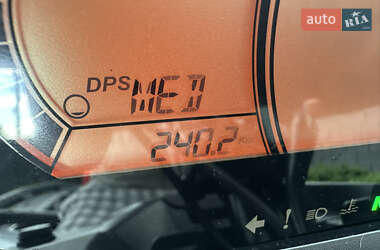 auto RIA
DPS MED
240.2
N